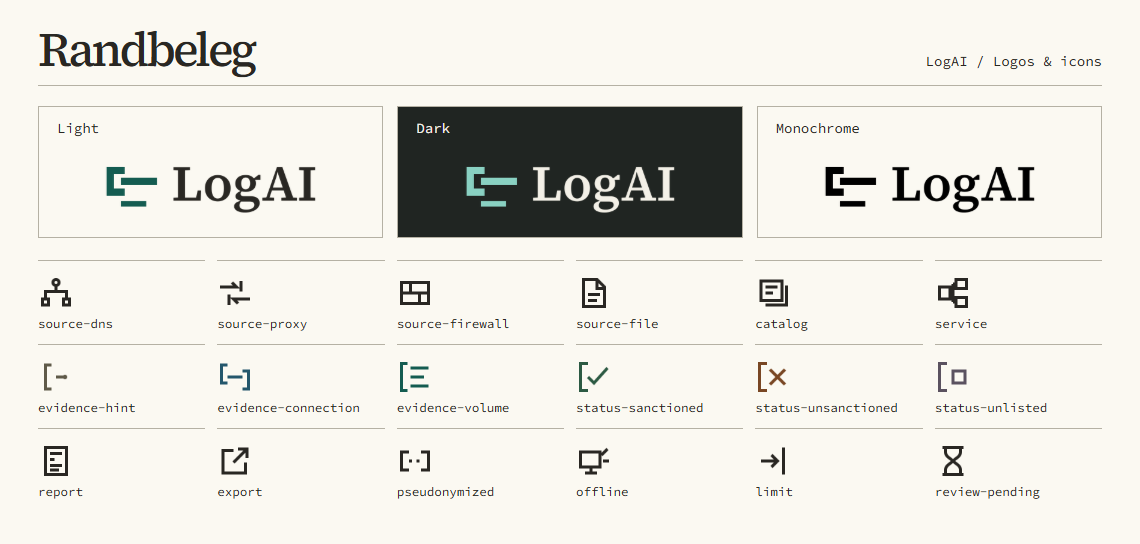 Randbeleg
LogAI / Logos & icons
Light
Dark
Monochrome
LogAI
LogAI
LogAI
source-dns
source-proxy
source-firewall
source-file
catalog
service
evidence-hint
evidence-connection
evidence-volume
status-sanctioned
status-unsanctioned
status-unlisted
report
export
pseudonymized
offline
limit
review-pending